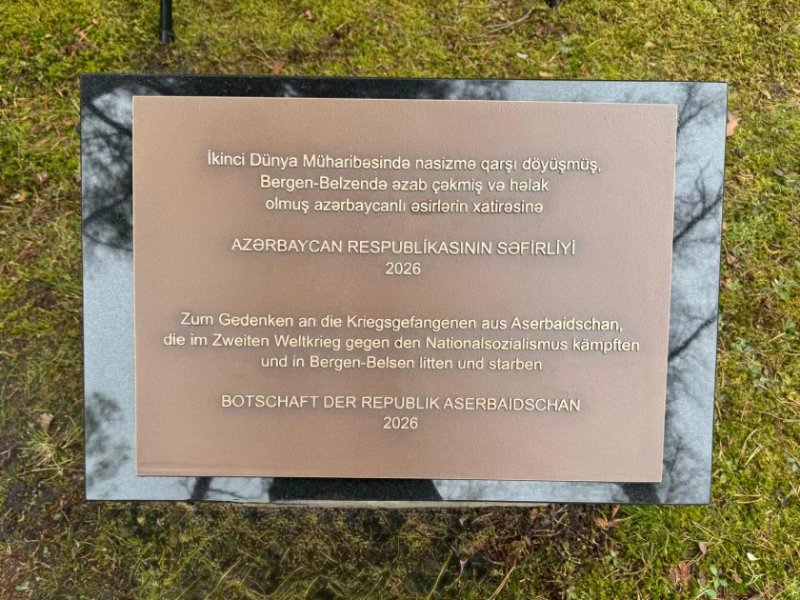 İkinci Dünya Müharibəsində nasizmə qarşı döyüşmüş,
Bergen-Belzendə əzab çəkmiş və həlak
olmuş azərbaycanlı əsirlərin xatirəsinə
AZƏRBAYCAN RESPUBLİKASININ SƏFİRLİYİ
2026
Zum Gedenken an die Kriegsgefangenen aus Aserbaidschan,
die im Zweiten Weltkrieg gegen den Nationalsozialismus kämpften
und in Bergen-Belsen litten und starben
BOTSCHAFT DER REPUBLIK ASERBAIDSCHAN
2026